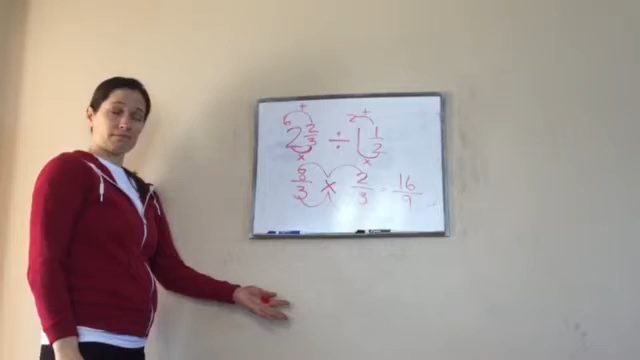 2 2/3 ÷ 1 1/2
8/3 x 2/3 = 16/9